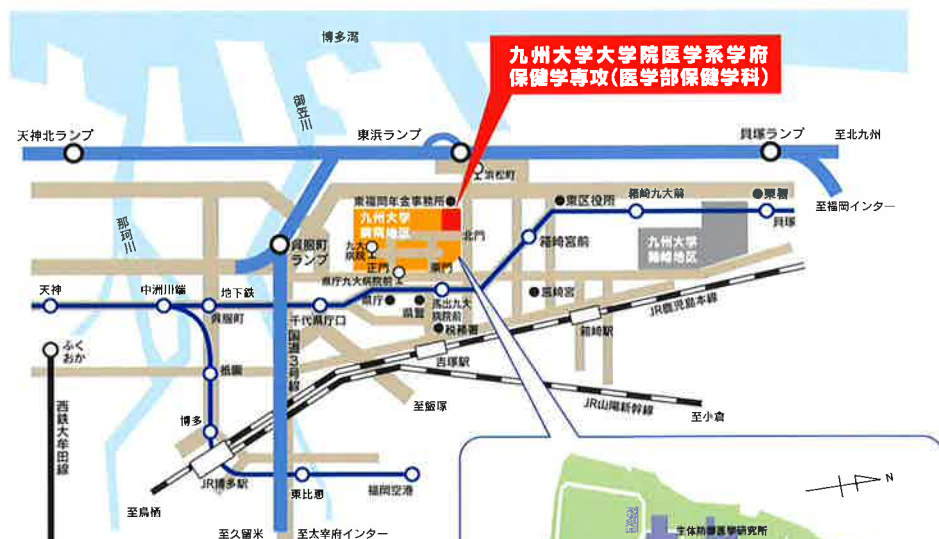 博多湾
九州大学大学院医学系学府
保健学専攻(医学部保健学科)
御笠川
天神北ランプ
東浜ランプ
貝塚ランプ
至北九州
浜松町
至福岡インター
那珂川
東福岡年金事務所
東区役所
箱崎九大前
東署
貝塚
九州大学
病院地区
北門
呉服町
ランプ
九大
病院
箱崎宮前
九州大学
箱崎地区
正門
東門
県庁九大病院前
天神
中洲川端
地下鉄
呉服町
千代県庁口
県庁
県警
馬出九大
病院前
筥崎宮
JR鹿児島本線
税務署
箱崎駅
国道3号線
ふく
おか
吉塚駅
祇園
至飯塚
JR山陽新幹線
至小倉
西鉄大牟田線
博多
JR博多駅
東比恵
福岡空港
N
至鳥栖
至久留米
至太宰府インター
生体防御医学研究所